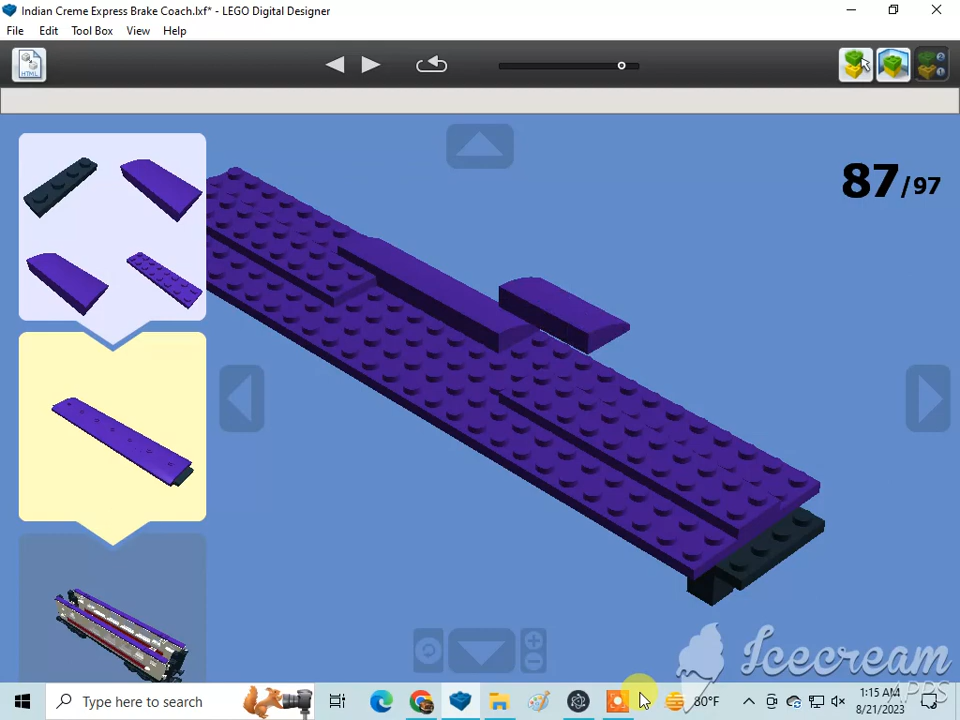 Indian Creme Express Brake Coach.lxf* - LEGO Digital Designer
File Edit Tool Box View Help
HTML
87/97
Icecream
APPS
Type here to search
80°F
1:15 AM
8/21/2023